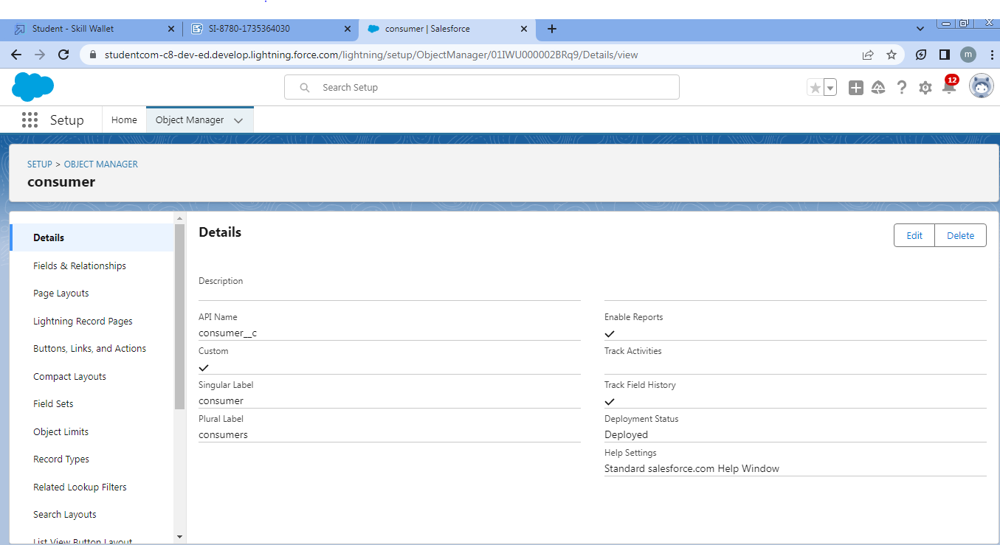 Student - Skill Wallet
SI-8780-1735364030
consumer | Salesforce
studentcom-c8-dev-ed.develop.lightning.force.com/lightning/setup/ObjectManager/01IWU000002BRq9/Details/view
m
Search Setup
12
Setup
Home
Object Manager
SETUP > OBJECT MANAGER
consumer
Details
Fields & Relationships
Page Layouts
Lightning Record Pages
Buttons, Links, and Actions
Compact Layouts
Field Sets
Object Limits
Record Types
Related Lookup Filters
Search Layouts
List View Button Layout
Details
Edit
Delete
Description
API Name
consumer__c
Custom
Singular Label
consumer
Plural Label
consumers
Enable Reports
Track Activities
Track Field History
Deployment Status
Deployed
Help Settings
Standard salesforce.com Help Window